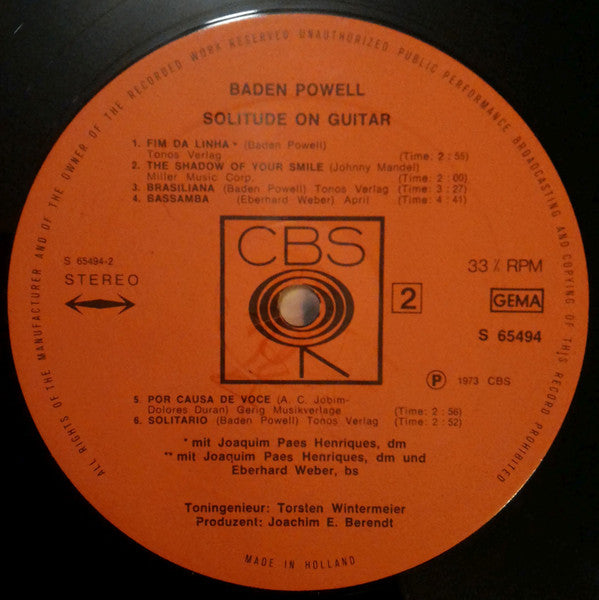 ALL RIGHTS OF THE MANUFACTURER AND OF THE OWNER OF THE RECORDED WORK RESERVED UNAUTHORIZED PUBLIC PERFORMANCE BROADCASTING AND COPYING OF THIS RECORD PROHIBITED
BADEN POWELL
SOLITUDE ON GUITAR
1. FIM DA LINHA * (Baden Powell)
Tonos Verlag (Time: 2 : 55)
2. THE SHADOW OF YOUR SMILE (Johnny Mandel)
Miller Music Corp. (Time: 2 : 00)
3. BRASILIANA (Baden Powell) Tonos Verlag (Time: 3 : 27)
4. BASSAMBA (Eberhard Weber) April (Time: 4 : 41)
CBS
S 65494-2
STEREO
2
33⅓ RPM
GEMA
S 65494
Ⓟ 1973 CBS
5. POR CAUSA DE VOCE (A. C. Jobim-
Dolores Duran) Gerig Musikverlage (Time: 2 : 56)
6. SOLITARIO (Baden Powell) Tonos Verlag (Time: 2 : 52)
* mit Joaquim Paes Henriques, dm
** mit Joaquim Paes Henriques, dm und
Eberhard Weber, bs
Toningenieur: Torsten Wintermeier
Produzent: Joachim E. Berendt
MADE IN HOLLAND